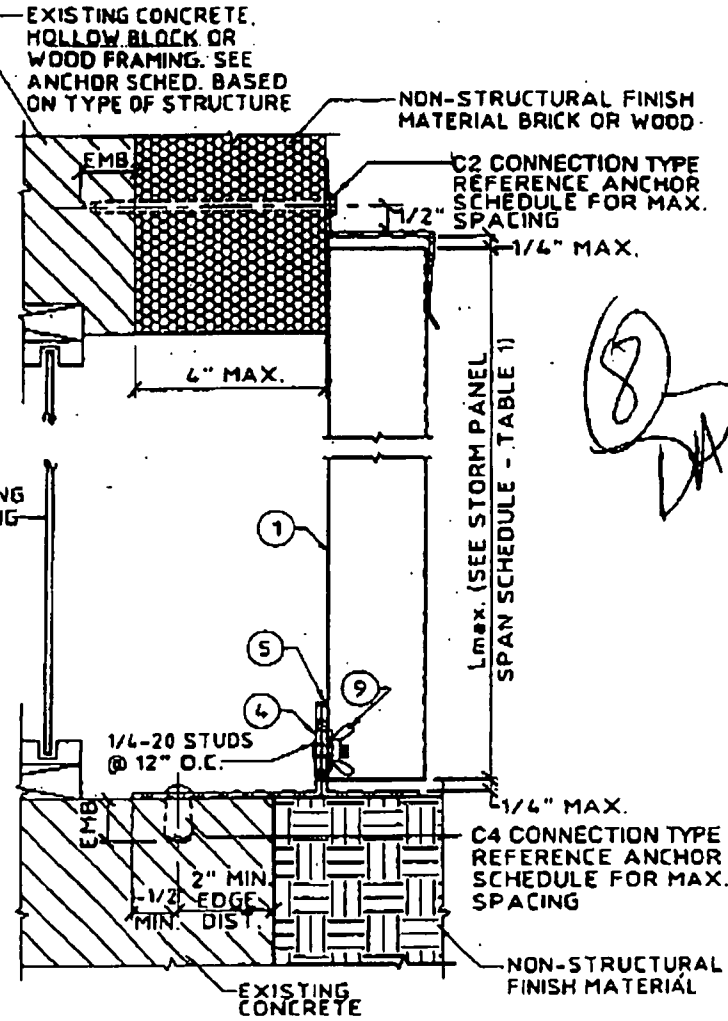 EXISTING CONCRETE,
HOLLOW BLOCK OR
WOOD FRAMING. SEE
ANCHOR SCHED. BASED
ON TYPE OF STRUCTURE
NON-STRUCTURAL FINISH
MATERIAL BRICK OR WOOD
EMB.
C2 CONNECTION TYPE
REFERENCE ANCHOR
SCHEDULE FOR MAX.
SPACING
1/2"
1/4" MAX.
4" MAX.
8
Lmax. (SEE STORM PANEL
SPAN SCHEDULE - TABLE 1)
1
5
4
9
1/4-20 STUDS
@ 12" O.C.
1/4" MAX.
EMB
C4 CONNECTION TYPE
REFERENCE ANCHOR
SCHEDULE FOR MAX.
SPACING
1/2
MIN.
2" MIN
EDGE
DIST.
NON-STRUCTURAL
FINISH MATERIAL
EXISTING
CONCRETE